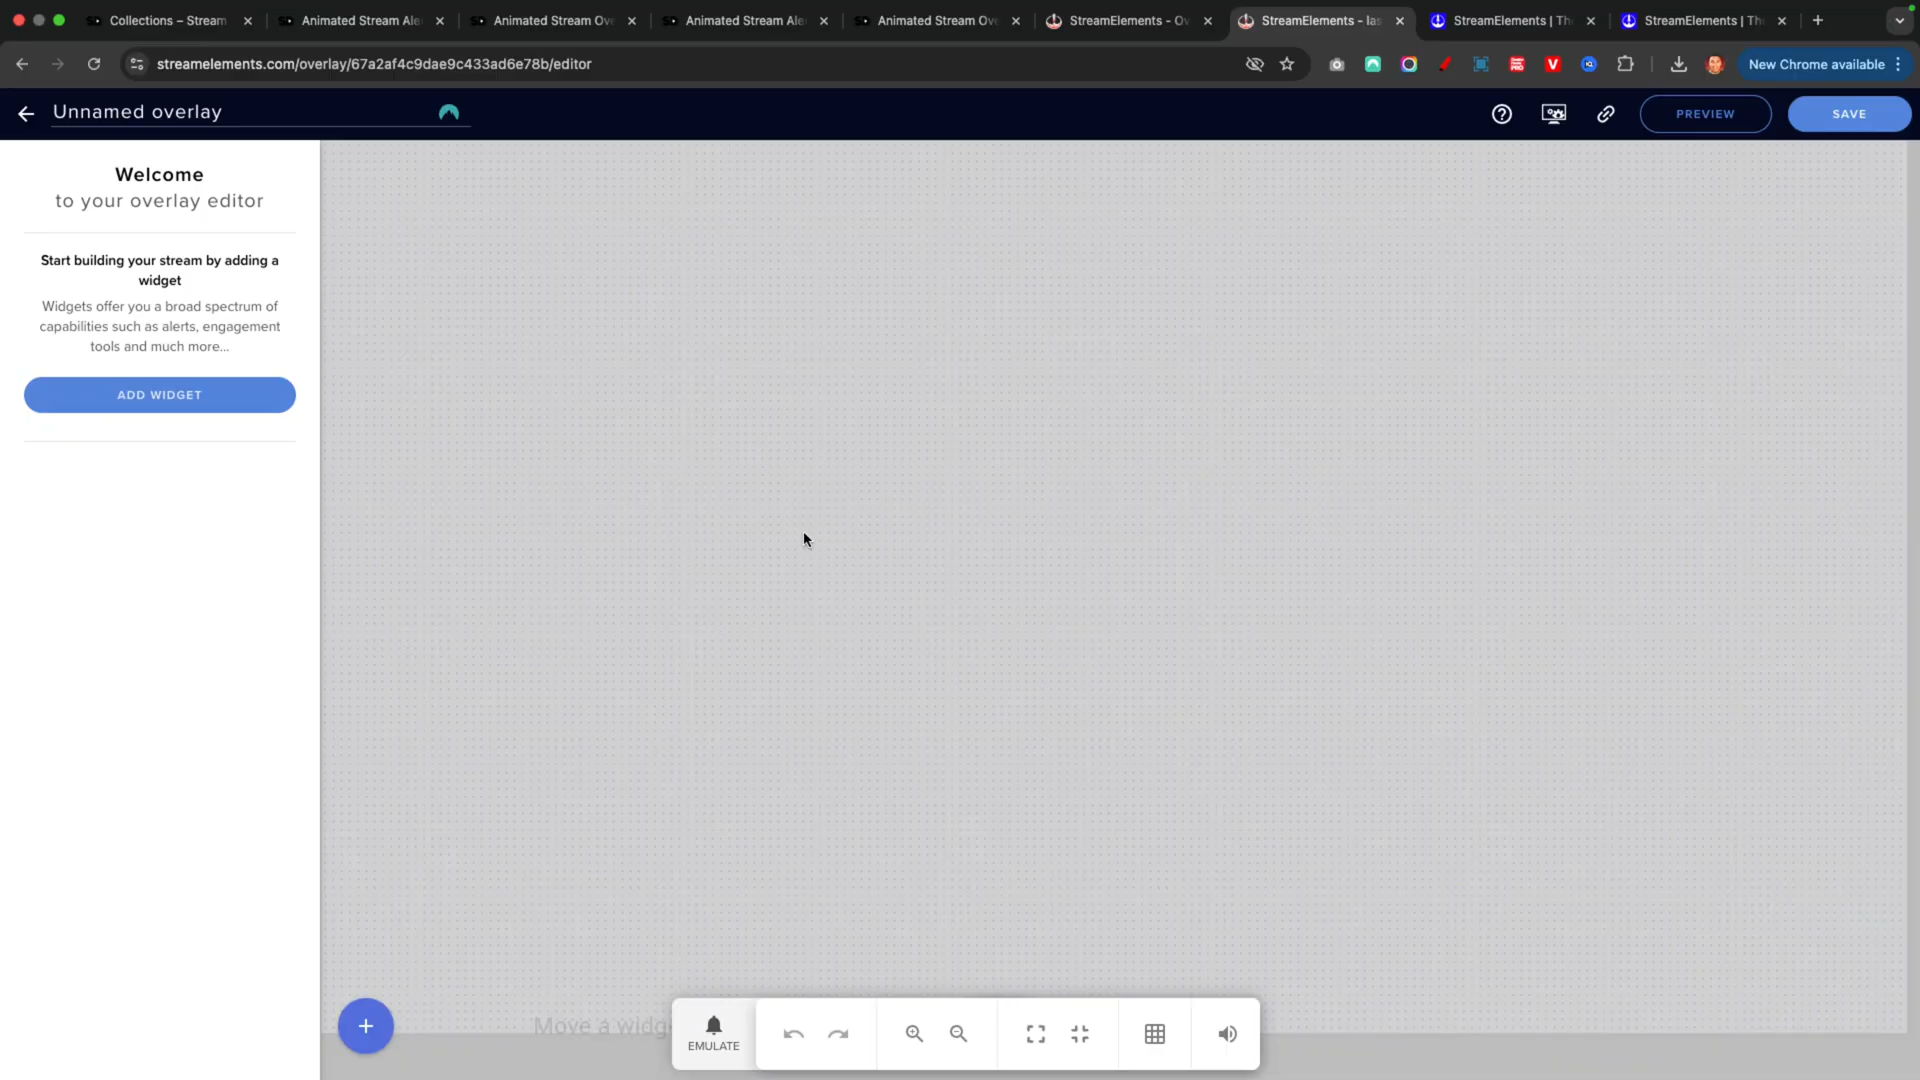 Collections – Stream
Animated Stream Ale
Animated Stream Ov
Animated Stream Ale
Animated Stream Ov
StreamElements - Ov
StreamElements - las
StreamElements | Th
StreamElements | Th
streamelements.com/overlay/67a2af4c9dae9c433ad6e78b/editor
New Chrome available
Unnamed overlay
PREVIEW
SAVE
Welcome
to your overlay editor
Start building your stream by adding a
widget
Widgets offer you a broad spectrum of
capabilities such as alerts, engagement
tools and much more...
ADD WIDGET
Move a widg
EMULATE